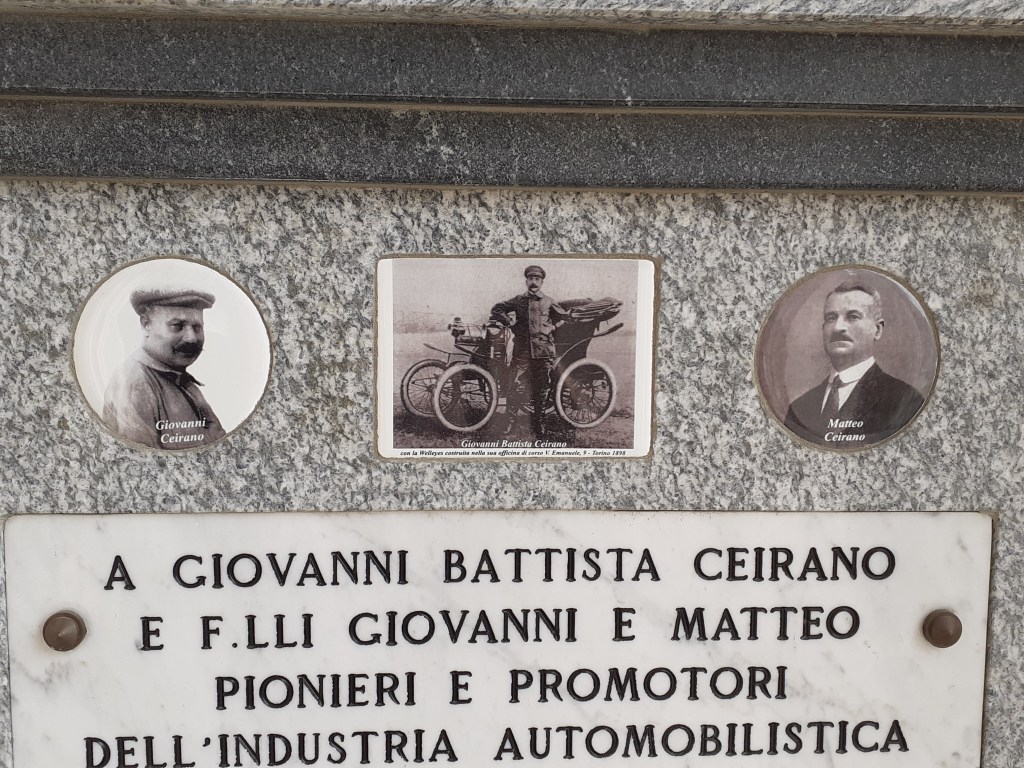 Giovanni
Ceirano
Giovanni Battista Ceirano
con la Welleyes costruita nella sua officina di corso V. Emanuele, 9 - Torino 1898
Matteo
Ceirano
A GIOVANNI BATTISTA CEIRANO
E F.LLI GIOVANNI E MATTEO
PIONIERI E PROMOTORI
DELL'INDUSTRIA AUTOMOBILISTICA